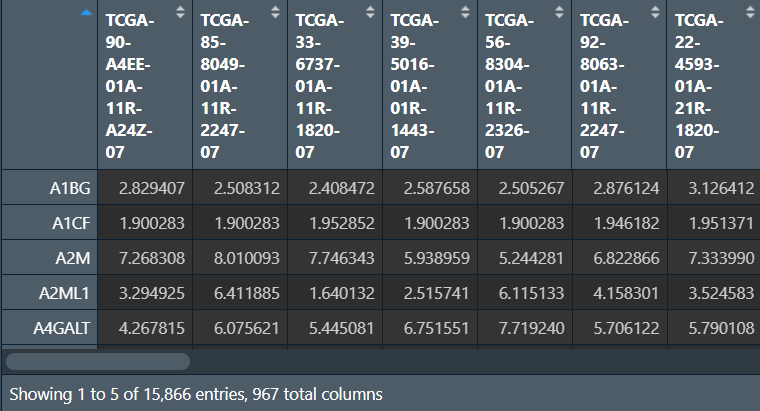 TCGA- TCGA- TCGA- TCGA- TCGA- TCGA- TCGA-
90- 85- 33- 39- 56- 92- 22-
A4EE- 8049- 6737- 5016- 8304- 8063- 4593-
01A- 01A- 01A- 01A- 01A- 01A- 01A-
11R- 11R- 11R- 01R- 11R- 11R- 21R-
A24Z- 2247- 1820- 1443- 2326- 2247- 1820-
07 07 07 07 07 07 07
A1BG 2.829407 2.508312 2.408472 2.587658 2.505267 2.876124 3.126412
A1CF 1.900283 1.900283 1.952852 1.900283 1.900283 1.946182 1.951371
A2M 7.268308 8.010093 7.746343 5.938959 5.244281 6.822866 7.333990
A2ML1 3.294925 6.411885 1.640132 2.515741 6.115133 4.158301 3.524583
A4GALT 4.267815 6.075621 5.445081 6.751551 7.719240 5.706122 5.790108
Showing 1 to 5 of 15,866 entries, 967 total columns